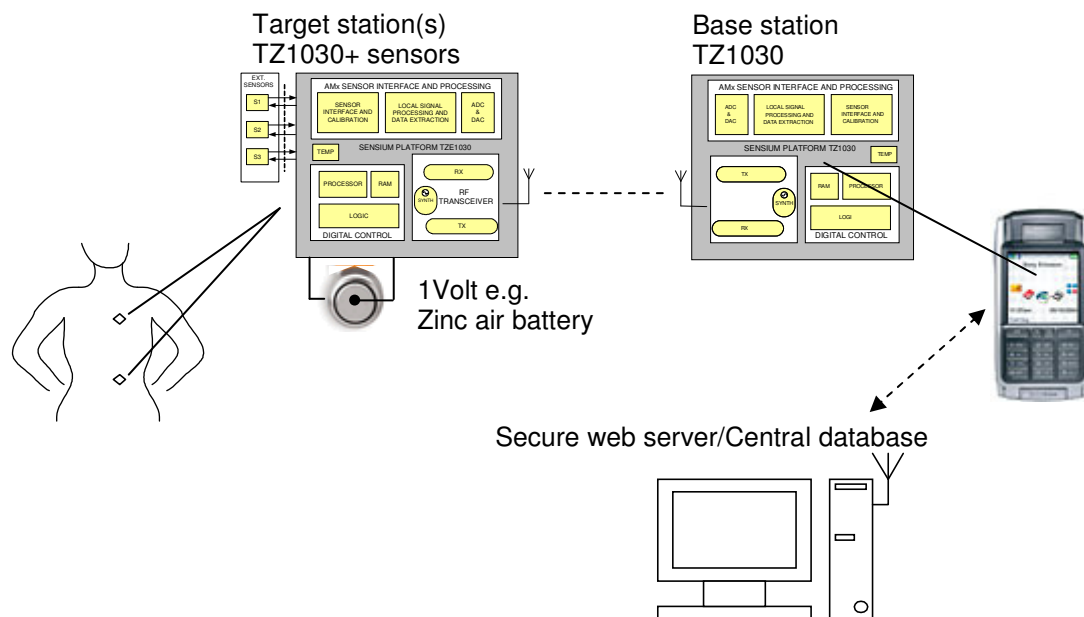 Target station(s)
TZ1030+ sensors
Base station
TZ1030
EXT.
SENSORS
S1
S2
S3
AMx SENSOR INTERFACE AND PROCESSING
SENSOR
INTERFACE AND
CALIBRATION
LOCAL SIGNAL
PROCESSING AND
DATA EXTRACTION
ADC
&
DAC
TEMP
SENSIUM PLATFORM TZE1030
PROCESSOR
RAM
LOGIC
DIGITAL CONTROL
RX
SYNTH
RF
TRANSCEIVER
TX
AMx SENSOR INTERFACE AND PROCESSING
ADC
&
DAC
LOCAL SIGNAL
PROCESSING AND
DATA EXTRACTION
SENSOR
INTERFACE AND
CALIBRATION
SENSIUM PLATFORM TZ1030
TEMP
TX
SYNTH
RX
RAM
PROCESSOR
LOGI
DIGITAL CONTROL
1Volt e.g.
Zinc air battery
Sony Ericsson
Secure web server/Central database